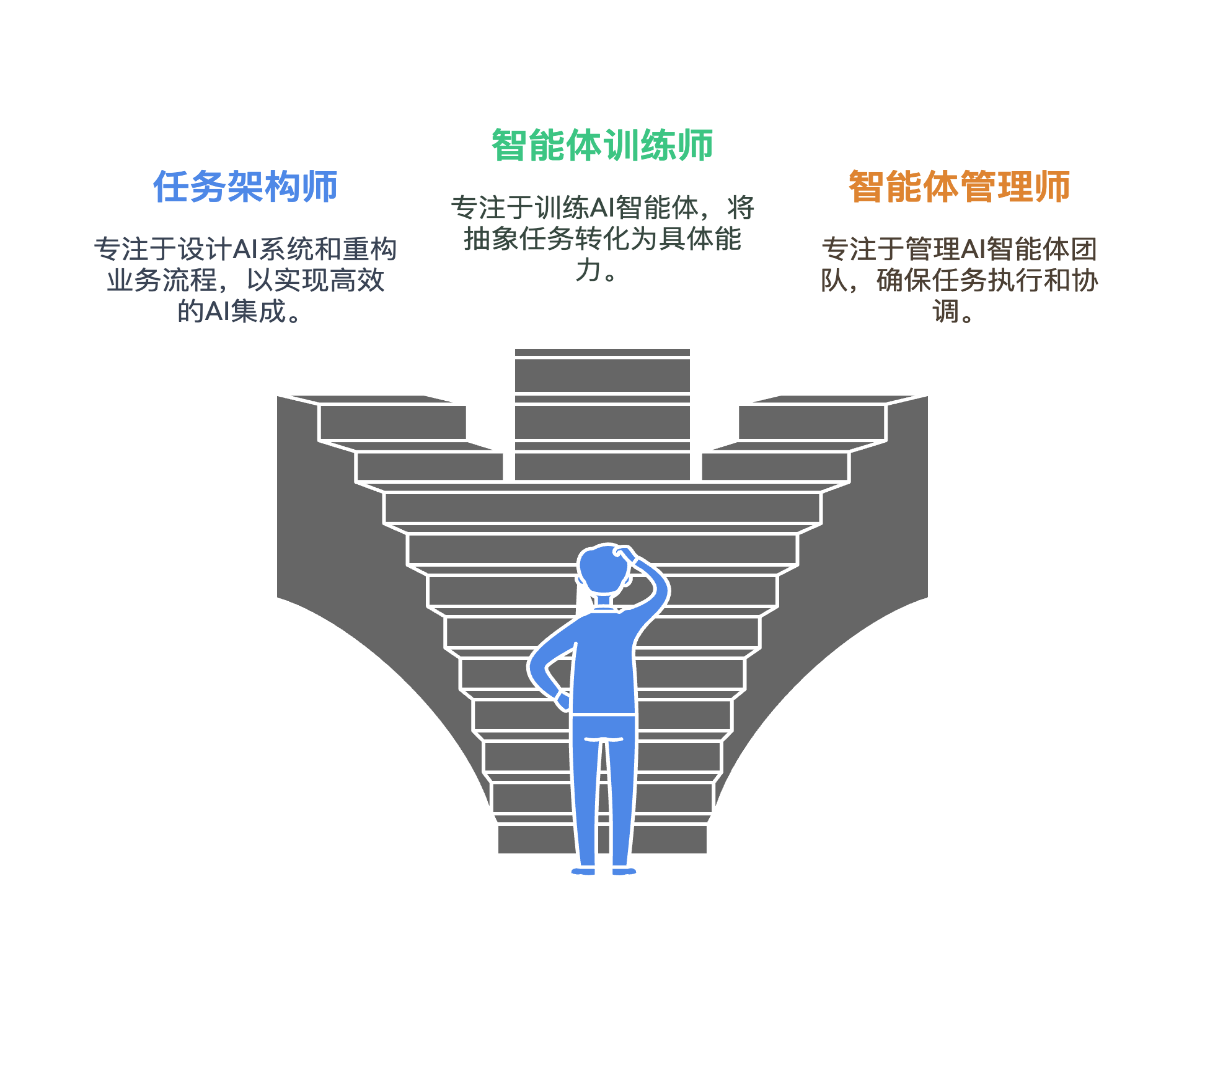 任务架构师
专注于设计AI系统和重构
业务流程，以实现高效
的AI集成。
智能体训练师
专注于训练AI智能体，将
抽象任务转化为具体能
力。
智能体管理师
专注于管理AI智能体团
队，确保任务执行和协
调。